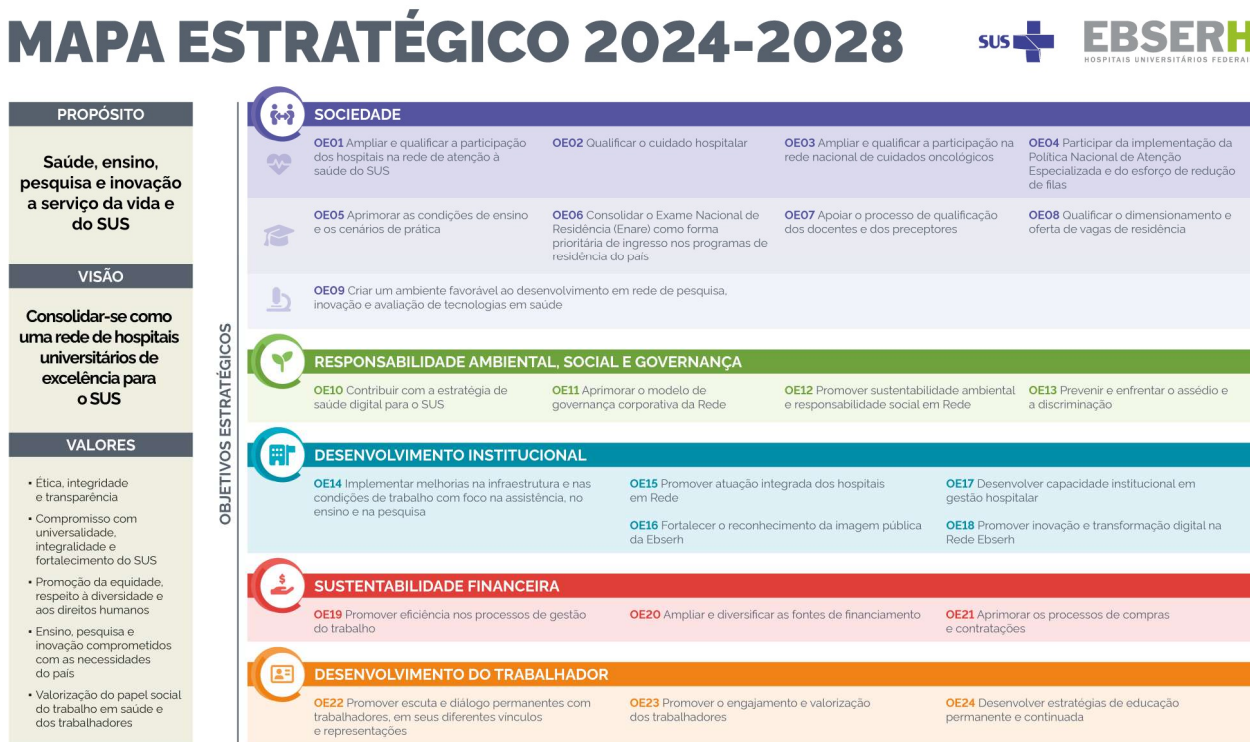 MAPA ESTRATÉGICO 2024-2028
SUS
EBSERH
HOSPITAIS UNIVERSITÁRIOS FEDERAI
PROPÓSITO
Saúde, ensino,
pesquisa e inovação
a serviço da vida e
do SUS
VISÃO
Consolidar-se como
uma rede de hospitais
universitários de
excelência para
o SUS
VALORES
• Ética, integridade
e transparência
• Compromisso com
universalidade,
integralidade e
fortalecimento do SUS
• Promoção da equidade,
respeito à diversidade e
aos direitos humanos
• Ensino, pesquisa e
inovação comprometidos
com as necessidades
do país
• Valorização do papel social
do trabalho em saúde e
dos trabalhadores
OBJETIVOS ESTRATÉGICOS
SOCIEDADE
OE01 Ampliar e qualificar a participação
dos hospitais na rede de atenção à
saúde do SUS
OE02 Qualificar o cuidado hospitalar
OE03 Ampliar e qualificar a participação na
rede nacional de cuidados oncológicos
OE04 Participar da implementação da
Política Nacional de Atenção
Especializada e do esforço de redução
de filas
OE05 Aprimorar as condições de ensino
e os cenários de prática
OE06 Consolidar o Exame Nacional de
Residência (Enare) como forma
prioritária de ingresso nos programas de
residência do país
OE07 Apoiar o processo de qualificação
dos docentes e dos preceptores
OE08 Qualificar o dimensionamento e
oferta de vagas de residência
OE09 Criar um ambiente favorável ao desenvolvimento em rede de pesquisa,
inovação e avaliação de tecnologias em saúde
RESPONSABILIDADE AMBIENTAL, SOCIAL E GOVERNANÇA
OE10 Contribuir com a estratégia de
saúde digital para o SUS
OE11 Aprimorar o modelo de
governança corporativa da Rede
OE12 Promover sustentabilidade ambiental
e responsabilidade social em Rede
OE13 Prevenir e enfrentar o assédio e
a discriminação
DESENVOLVIMENTO INSTITUCIONAL
OE14 Implementar melhorias na infraestrutura e nas
condições de trabalho com foco na assistência, no
ensino e na pesquisa
OE15 Promover atuação integrada dos hospitais
em Rede
OE16 Fortalecer o reconhecimento da imagem pública
da Ebserh
OE17 Desenvolver capacidade institucional em
gestão hospitalar
OE18 Promover inovação e transformação digital na
Rede Ebserh
SUSTENTABILIDADE FINANCEIRA
OE19 Promover eficiência nos processos de gestão
do trabalho
OE20 Ampliar e diversificar as fontes de financiamento
OE21 Aprimorar os processos de compras
e contratações
DESENVOLVIMENTO DO TRABALHADOR
OE22 Promover escuta e diálogo permanentes com
trabalhadores, em seus diferentes vínculos
e representações
OE23 Promover o engajamento e valorização
dos trabalhadores
OE24 Desenvolver estratégias de educação
permanente e continuada